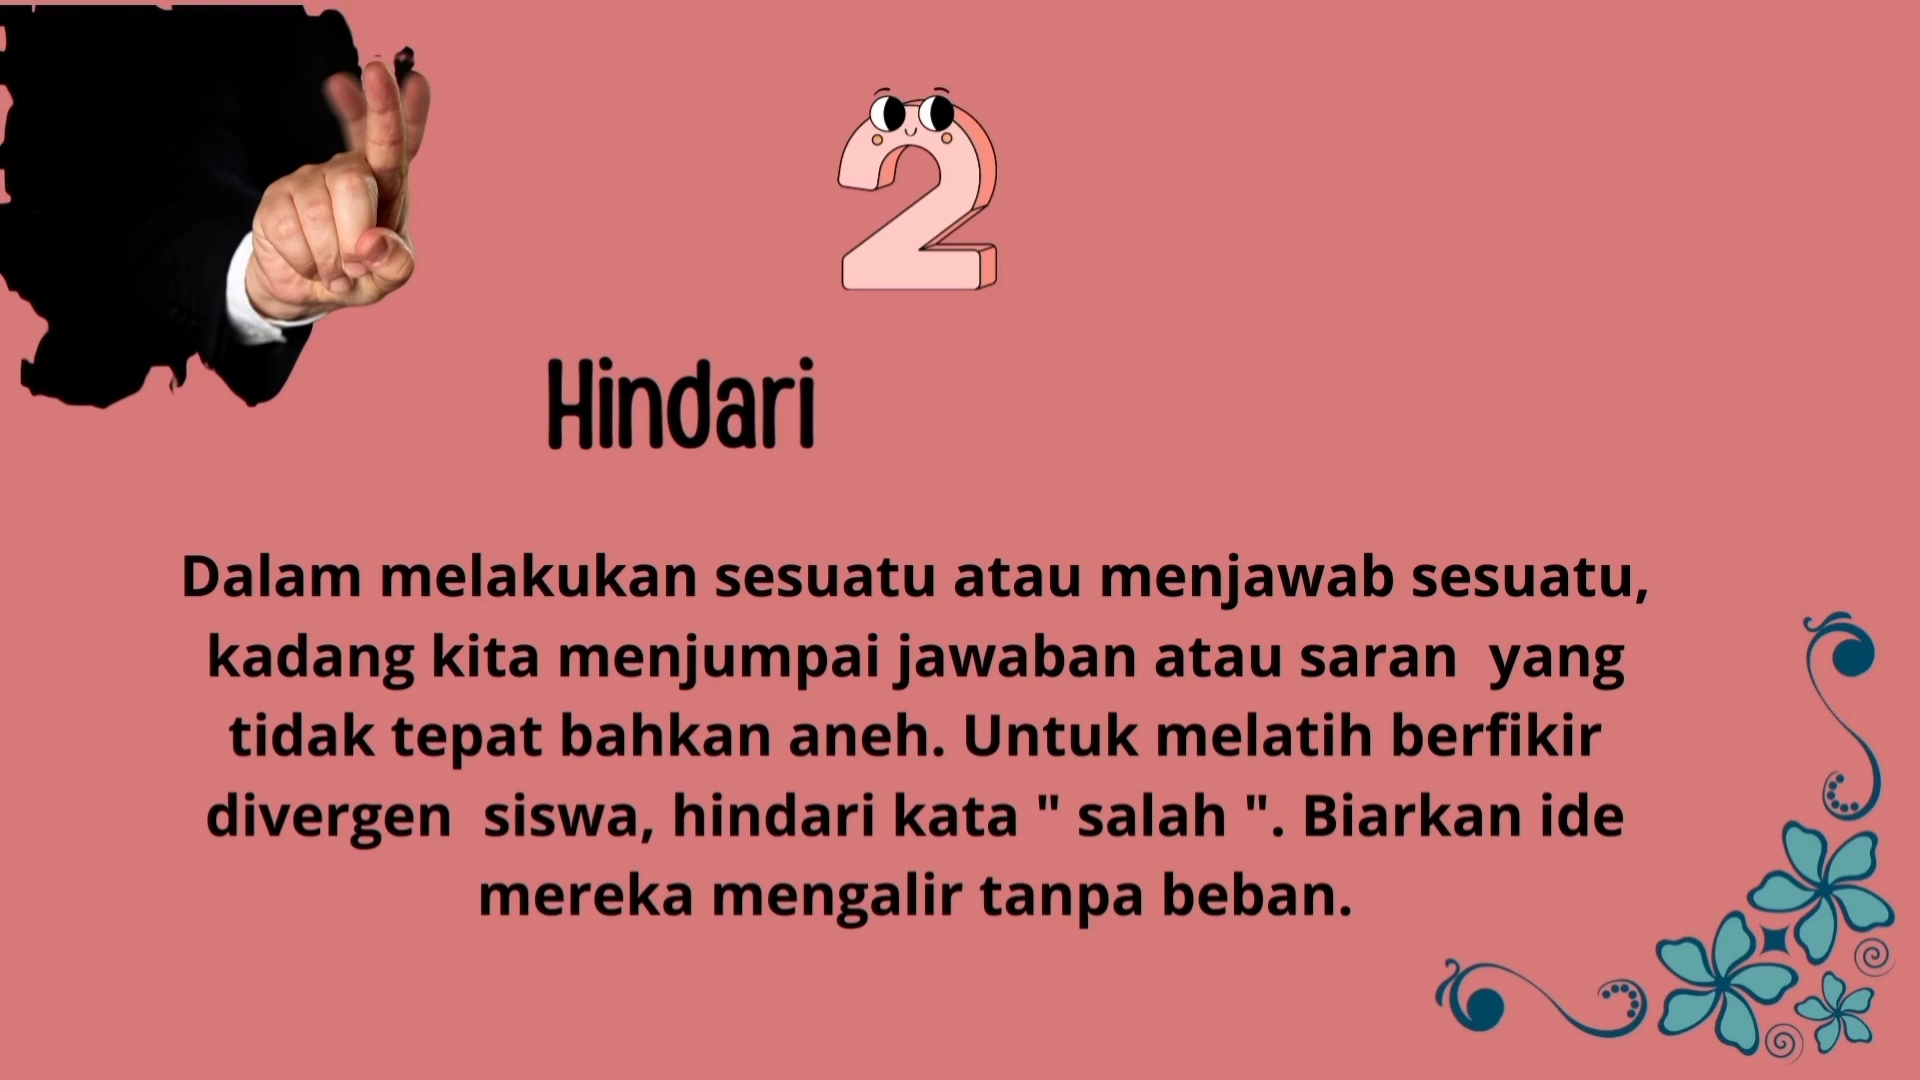 2
Hindari
Dalam melakukan sesuatu atau menjawab sesuatu,
kadang kita menjumpai jawaban atau saran  yang
tidak tepat bahkan aneh. Untuk melatih berfikir
divergen  siswa, hindari kata " salah ". Biarkan ide
mereka mengalir tanpa beban.